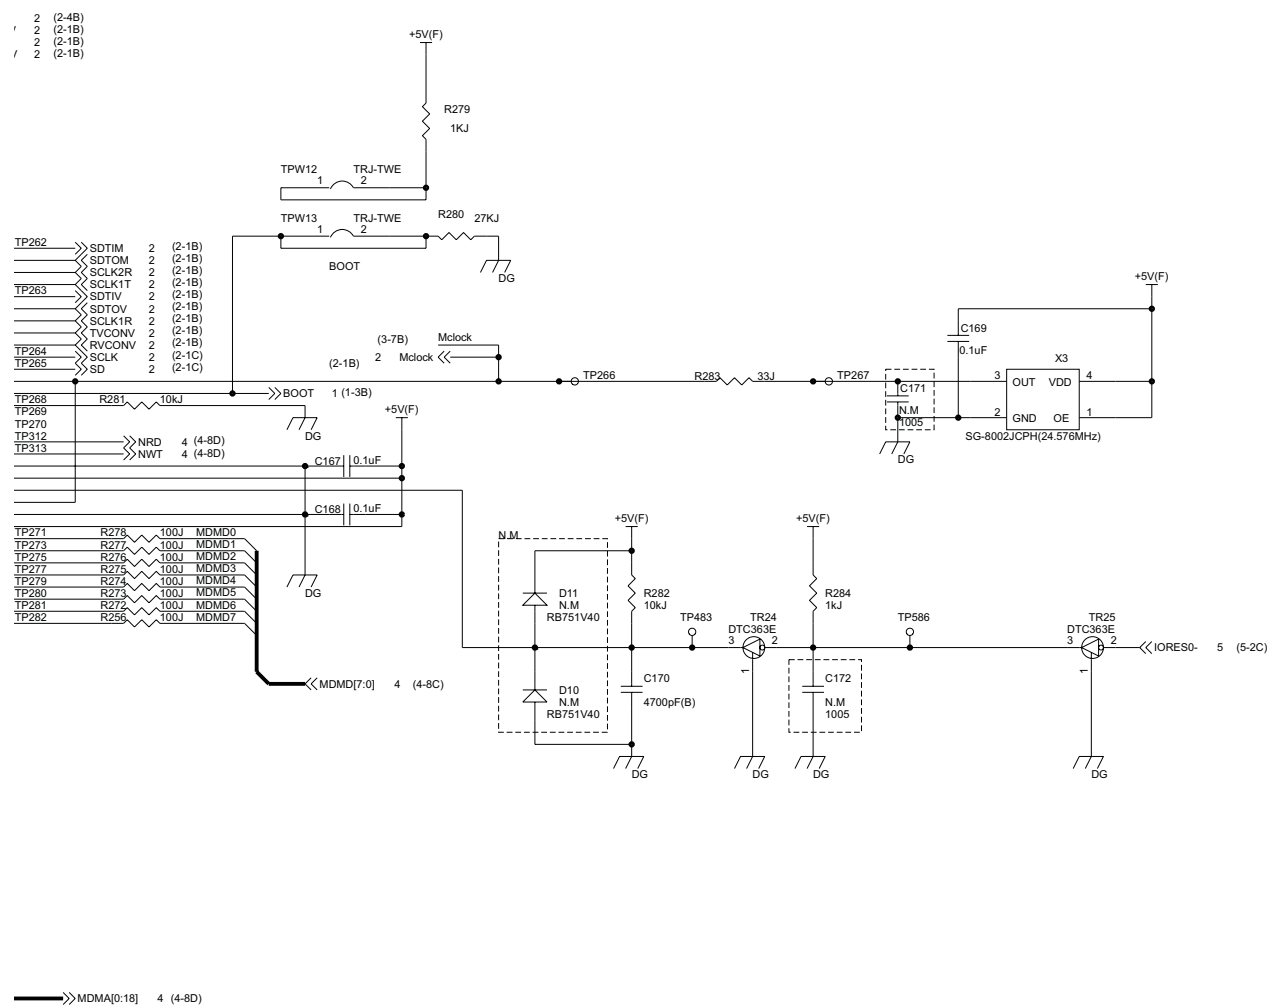 2 (2-4B)
2 (2-1B)
2 (2-1B)
2 (2-1B)
+5V(F)
R279
1KJ
TPW12 TRJ-TWE
1 2
TPW13 TRJ-TWE
1 2
R280 27KJ
BOOT
DG
TP262 SDTIM 2 (2-1B)
SDTOM 2 (2-1B)
SCLK2R 2 (2-1B)
SCLK1T 2 (2-1B)
TP263 SDTIV 2 (2-1B)
SDTOV 2 (2-1B)
SCLK1R 2 (2-1B)
TVCONV 2 (2-1B)
RVCONV 2 (2-1B)
TP264 SCLK 2 (2-1C)
TP265 SD 2 (2-1C)
(3-7B) Mclock
(2-1B) 2 Mclock
TP266
R283 33J
TP267
+5V(F)
C169
0.1uF
X3
3 OUT VDD 4
2 GND OE 1
SG-8002JCPH(24.576MHz)
C171
N.M
1005
DG
BOOT 1 (1-3B)
TP268 R281 10kJ
TP269
TP270
DG
+5V(F)
TP312 NRD 4 (4-8D)
TP313 NWT 4 (4-8D)
C167 0.1uF
C168 0.1uF
DG
TP271 R278 100J MDMD0
TP273 R277 100J MDMD1
TP275 R276 100J MDMD2
TP277 R275 100J MDMD3
TP279 R274 100J MDMD4
TP280 R273 100J MDMD5
TP281 R272 100J MDMD6
TP282 R256 100J MDMD7
MDMD[7:0] 4 (4-8C)
N.M
D11
N.M
RB751V40
D10
N.M
RB751V40
+5V(F)
R282
10kJ
C170
4700pF(B)
DG
TP483
TR24
DTC363E
3 2
1
DG
+5V(F)
R284
1kJ
C172
N.M
1005
DG
TP586
TR25
DTC363E
3 2
1
DG
IORES0- 5 (5-2C)
MDMA[0:18] 4 (4-8D)